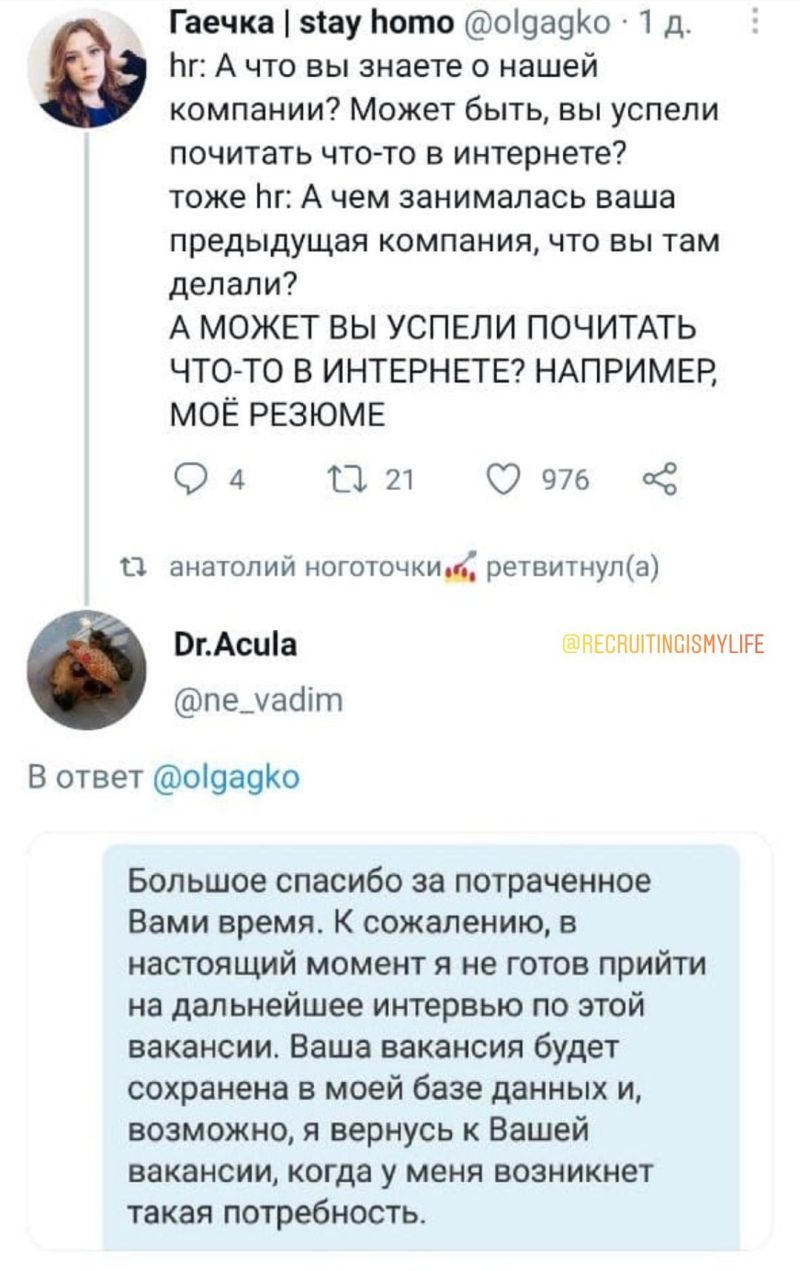 Гаечка | stay homo @olgagko · 1 д.
hr: А что вы знаете о нашей
компании? Может быть, вы успели
почитать что-то в интернете?
тоже hr: А чем занималась ваша
предыдущая компания, что вы там
делали?
А МОЖЕТ ВЫ УСПЕЛИ ПОЧИТАТЬ
ЧТО-ТО В ИНТЕРНЕТЕ? НАПРИМЕР,
МОЁ РЕЗЮМЕ
4 21 976
анатолий ноготочки💅 ретвитнул(а)
Dr.Acula
@RECRUITINGISMYLIFE
@ne_vadim
В ответ @olgagko
Большое спасибо за потраченное
Вами время. К сожалению, в
настоящий момент я не готов прийти
на дальнейшее интервью по этой
вакансии. Ваша вакансия будет
сохранена в моей базе данных и,
возможно, я вернусь к Вашей
вакансии, когда у меня возникнет
такая потребность.